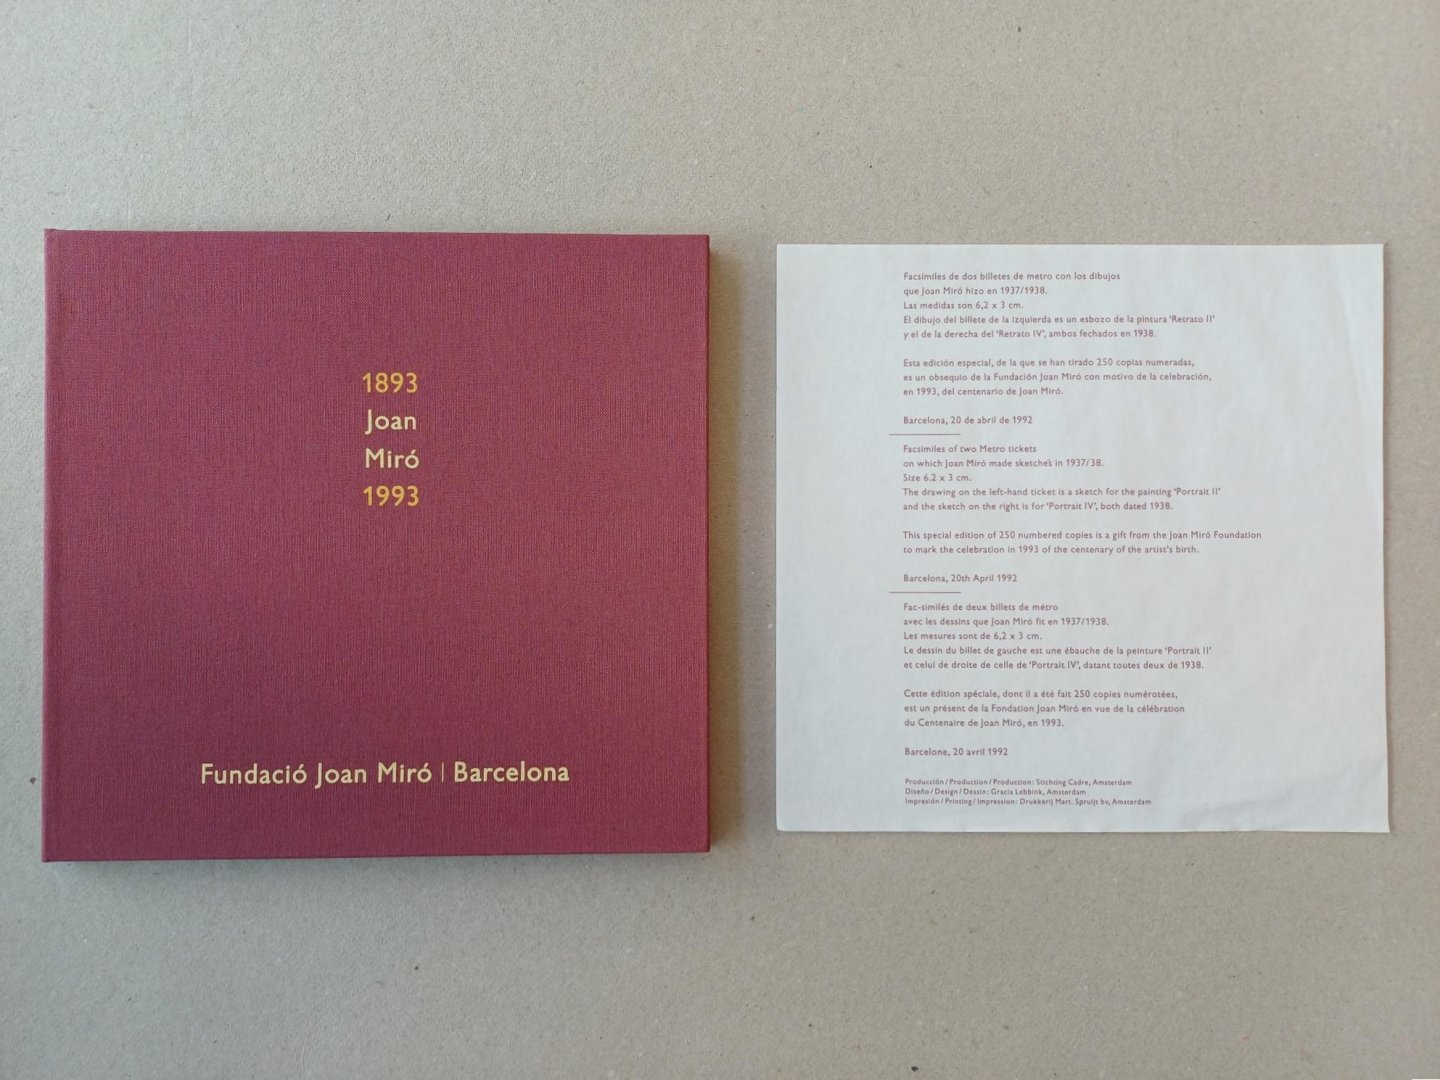 1893
Joan
Miró
1993
Fundació Joan Miró | Barcelona
Facsímiles de dos billetes de metro con los dibujos
que Joan Miró hizo en 1937/1938.
Las medidas son 6,2 x 3 cm.
El dibujo del billete de la izquierda es un esbozo de la pintura ‘Retrato II’
y el de la derecha del ‘Retrato IV’, ambos fechados en 1938.
Esta edición especial, de la que se han tirado 250 copias numeradas,
es un obsequio de la Fundación Joan Miró con motivo de la celebración,
en 1993, del centenario de Joan Miró.
Barcelona, 20 de abril de 1992
Facsimiles of two Metro tickets
on which Joan Miró made sketches in 1937/38.
Size 6.2 x 3 cm.
The drawing on the left-hand ticket is a sketch for the painting ‘Portrait II’
and the sketch on the right is for ‘Portrait IV’, both dated 1938.
This special edition of 250 numbered copies is a gift from the Joan Miró Foundation
to mark the celebration in 1993 of the centenary of the artist's birth.
Barcelona, 20th April 1992
Fac-similés de deux billets de métro
avec les dessins que Joan Miró fit en 1937/1938.
Les mesures sont de 6,2 x 3 cm.
Le dessin du billet de gauche est une ébauche de la peinture ‘Portrait II’
et celui de droite de celle de ‘Portrait IV’, datant toutes deux de 1938.
Cette édition spéciale, dont il a été fait 250 copies numérotées,
est un présent de la Fondation Joan Miró en vue de la célébration
du Centenaire de Joan Miró, en 1993.
Barcelone, 20 avril 1992
Producción / Production / Production: Stichting Cadre, Amsterdam
Diseño / Design / Dessin: Gracia Lebbink, Amsterdam
Impresión / Printing / Impression: Drukkerij Mart. Spruijt bv, Amsterdam